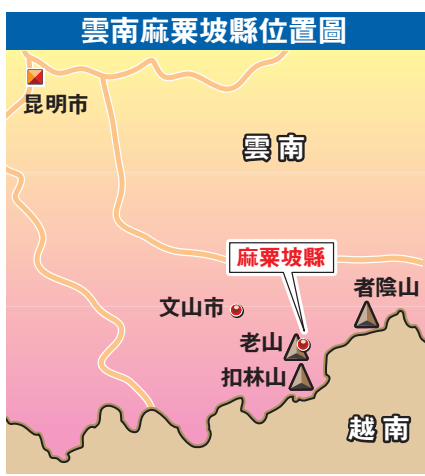 雲南麻栗坡縣位置圖
昆明市
雲南
麻粟坡縣
者陰山
文山市
老山
扣林山
越南